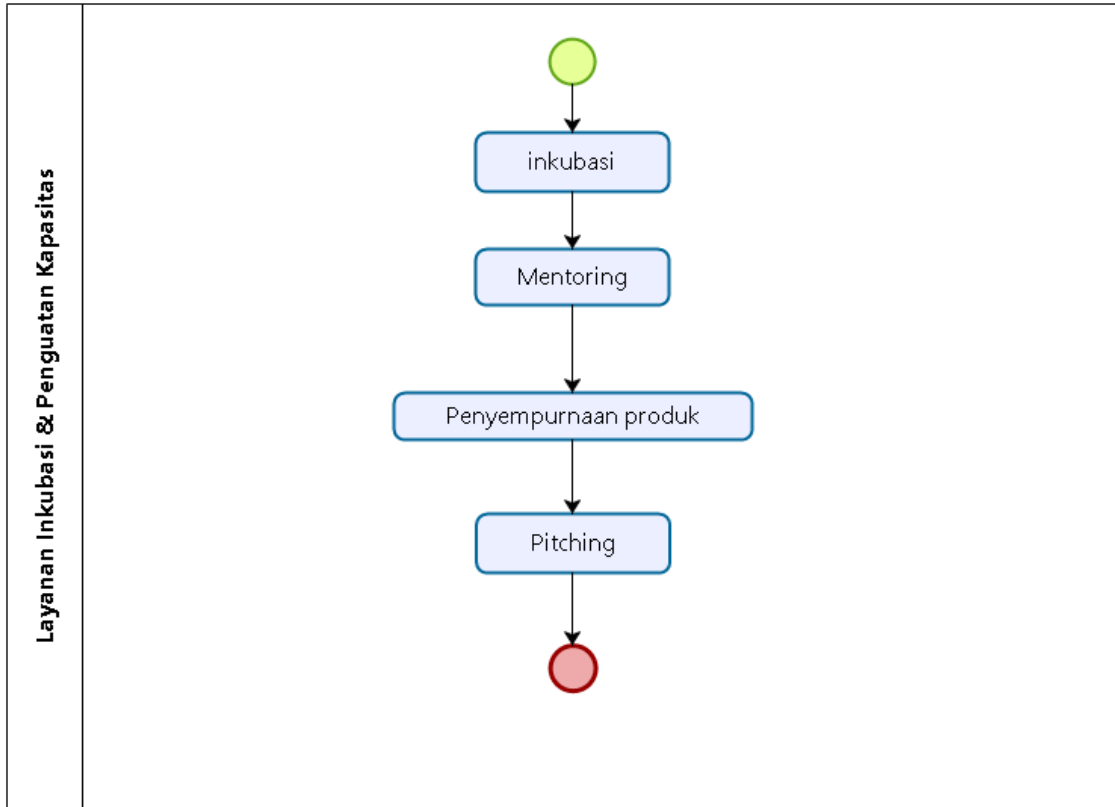 Layanan Inkubasi & Penguatan Kapasitas
inkubasi
Mentoring
Penyempurnaan produk
Pitching